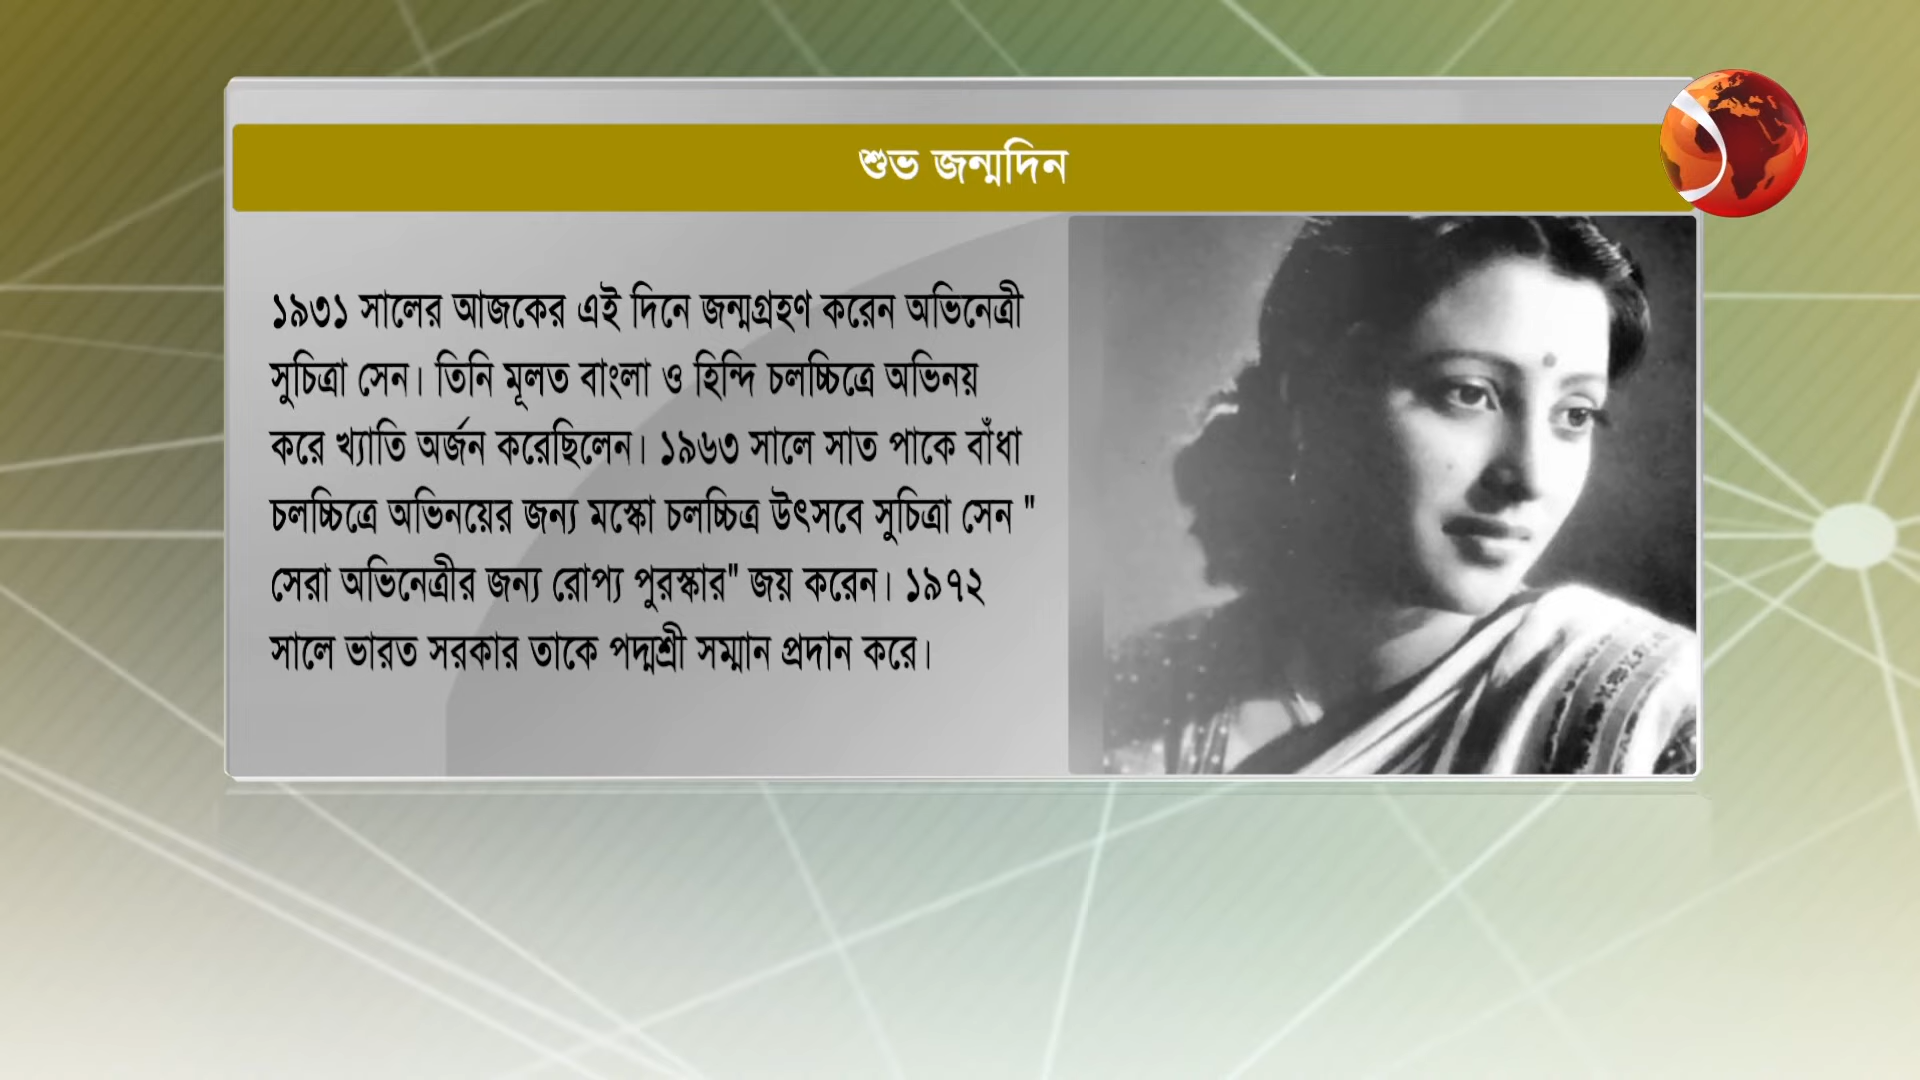 শুভ জন্মদিন
১৯৩১ সালের আজকের এই দিনে জন্মগ্রহণ করেন অভিনেত্রী
সুচিত্রা সেন। তিনি মূলত বাংলা ও হিন্দি চলচ্চিত্রে অভিনয়
করে খ্যাতি অর্জন করেছিলেন। ১৯৬৩ সালে সাত পাকে বাঁধা
চলচ্চিত্রে অভিনয়ের জন্য মস্কো চলচ্চিত্র উৎসবে সুচিত্রা সেন "
সেরা অভিনেত্রীর জন্য রোপ্য পুরস্কার" জয় করেন। ১৯৭২
সালে ভারত সরকার তাকে পদ্মশ্রী সম্মান প্রদান করে।